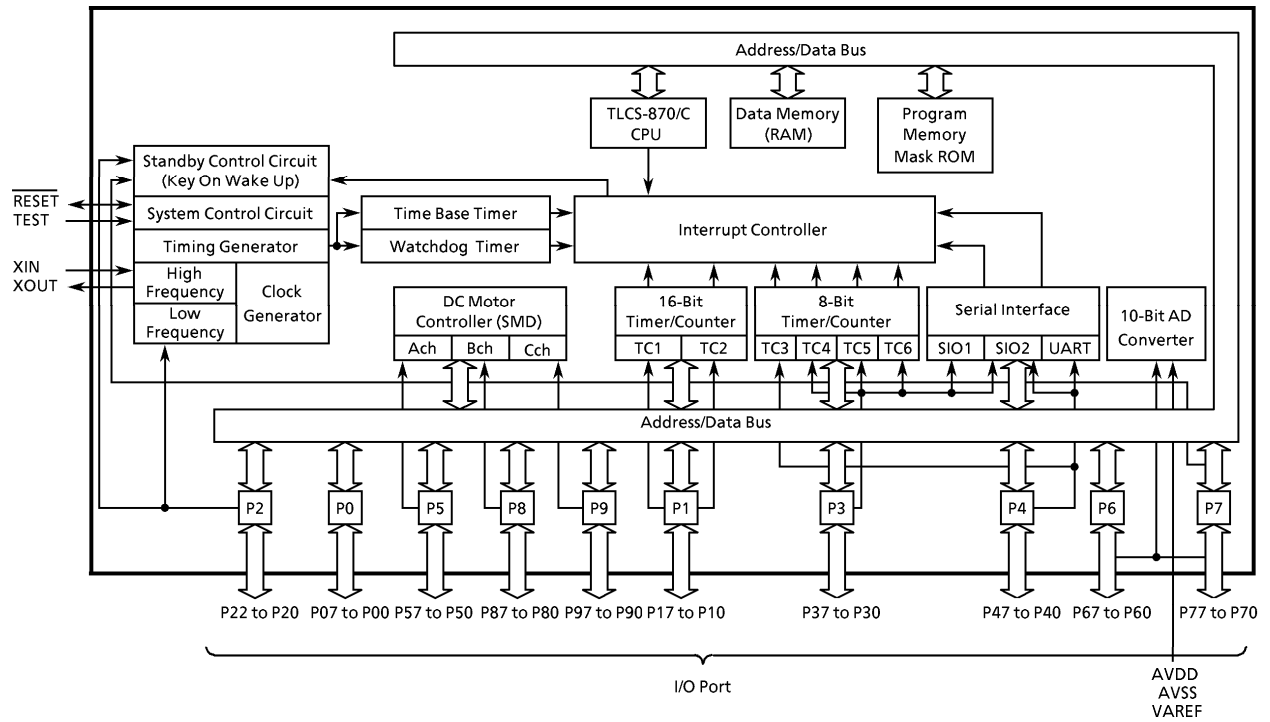 Address/Data Bus
TLCS-870/C
CPU
Data Memory
(RAM)
Program
Memory
Mask ROM
Standby Control Circuit
(Key On Wake Up)
RESET
TEST
System Control Circuit
Time Base Timer
Interrupt Controller
Timing Generator
Watchdog Timer
XIN
XOUT
High
Frequency
Clock
Generator
Low
Frequency
DC Motor
Controller (SMD)
Ach
Bch
Cch
16-Bit
Timer/Counter
TC1
TC2
8-Bit
Timer/Counter
TC3
TC4
TC5
TC6
Serial Interface
SIO1
SIO2
UART
10-Bit AD
Converter
Address/Data Bus
P2
P0
P5
P8
P9
P1
P3
P4
P6
P7
P22 to P20
P07 to P00
P57 to P50
P87 to P80
P97 to P90
P17 to P10
P37 to P30
P47 to P40
P67 to P60
P77 to P70
I/O Port
AVDD
AVSS
VAREF